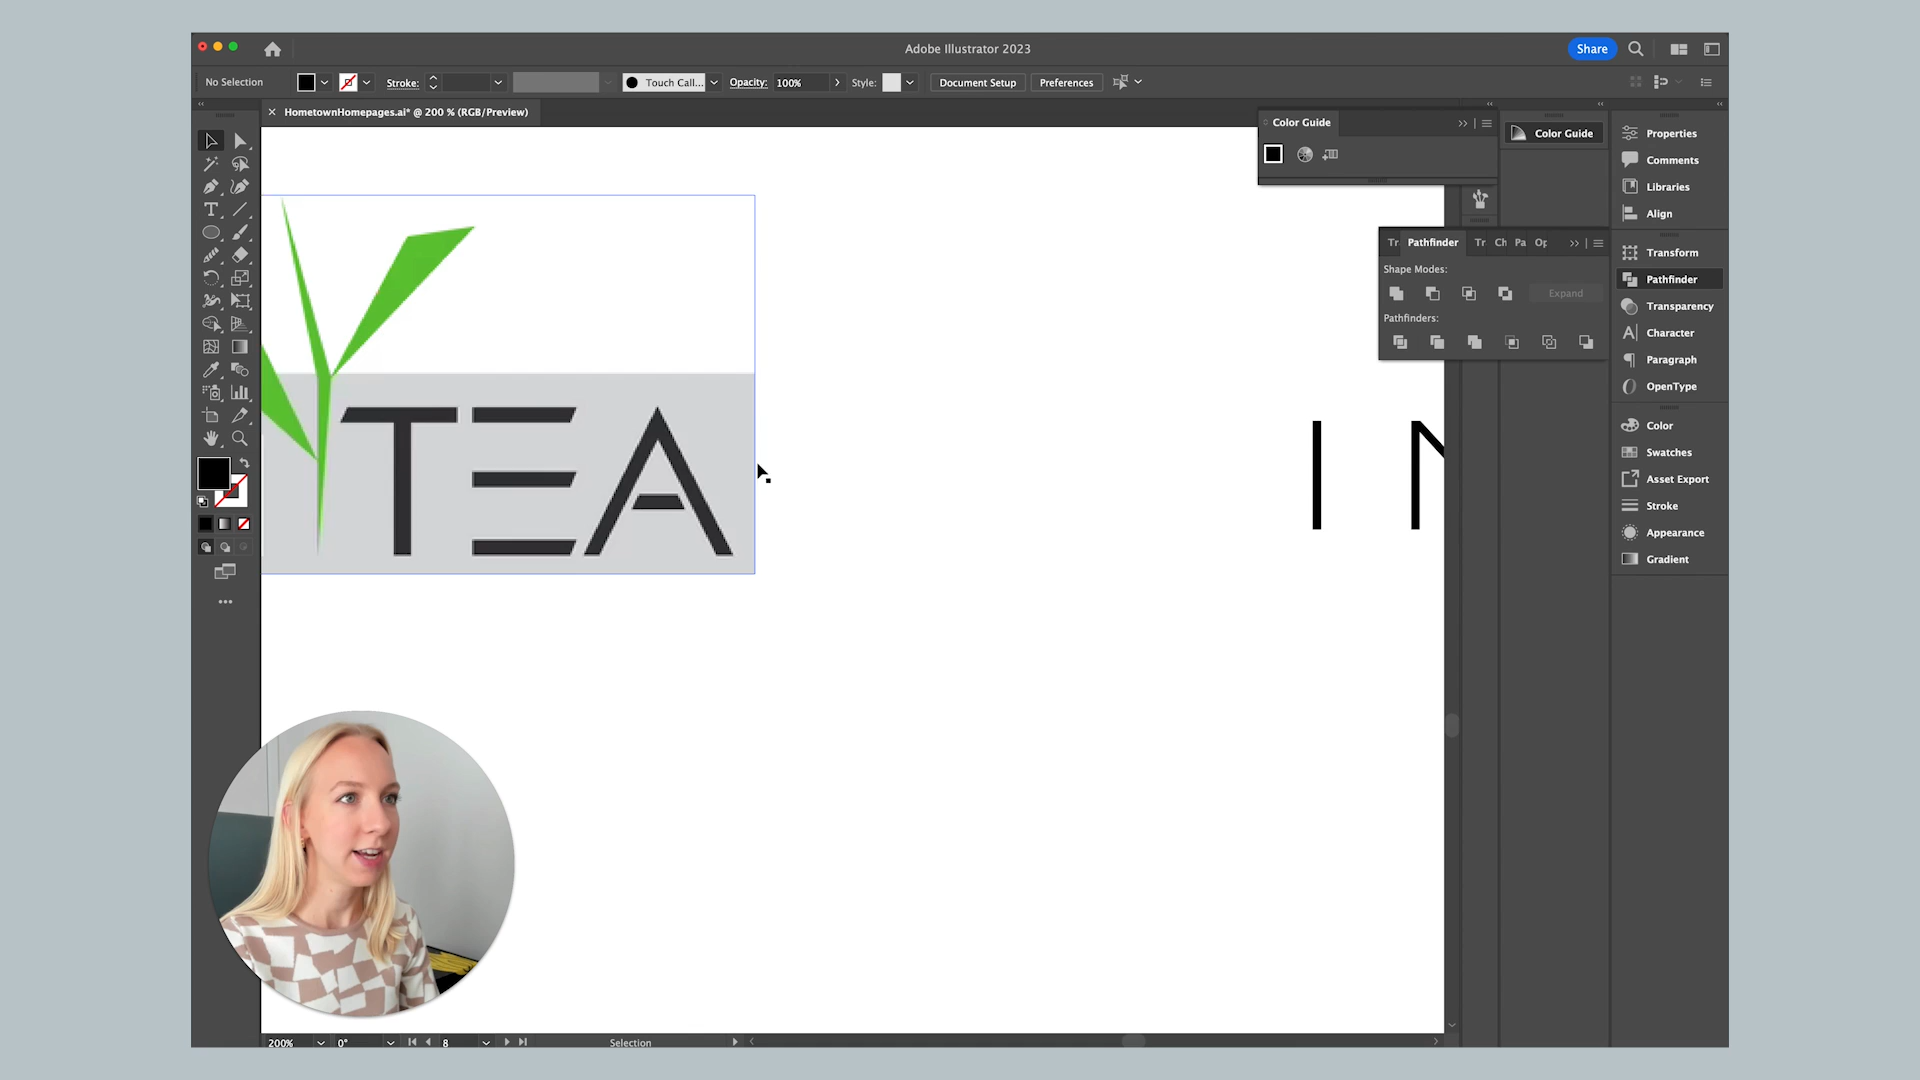 Adobe Illustrator 2023
Share
No Selection
Stroke:
Touch Call...
Opacity:
100%
Style:
Document Setup
Preferences
HometownHomepages.ai* @ 200 % (RGB/Preview)
Color Guide
Color Guide
Properties
Comments
Libraries
Align
Tr
Pathfinder
Tr
Ch
Pa
Op
Shape Modes:
Expand
Pathfinders:
Transform
Pathfinder
Transparency
Character
Paragraph
OpenType
Color
Swatches
Asset Export
Stroke
Appearance
Gradient
TEA
IN
200%
0°
8
Selection